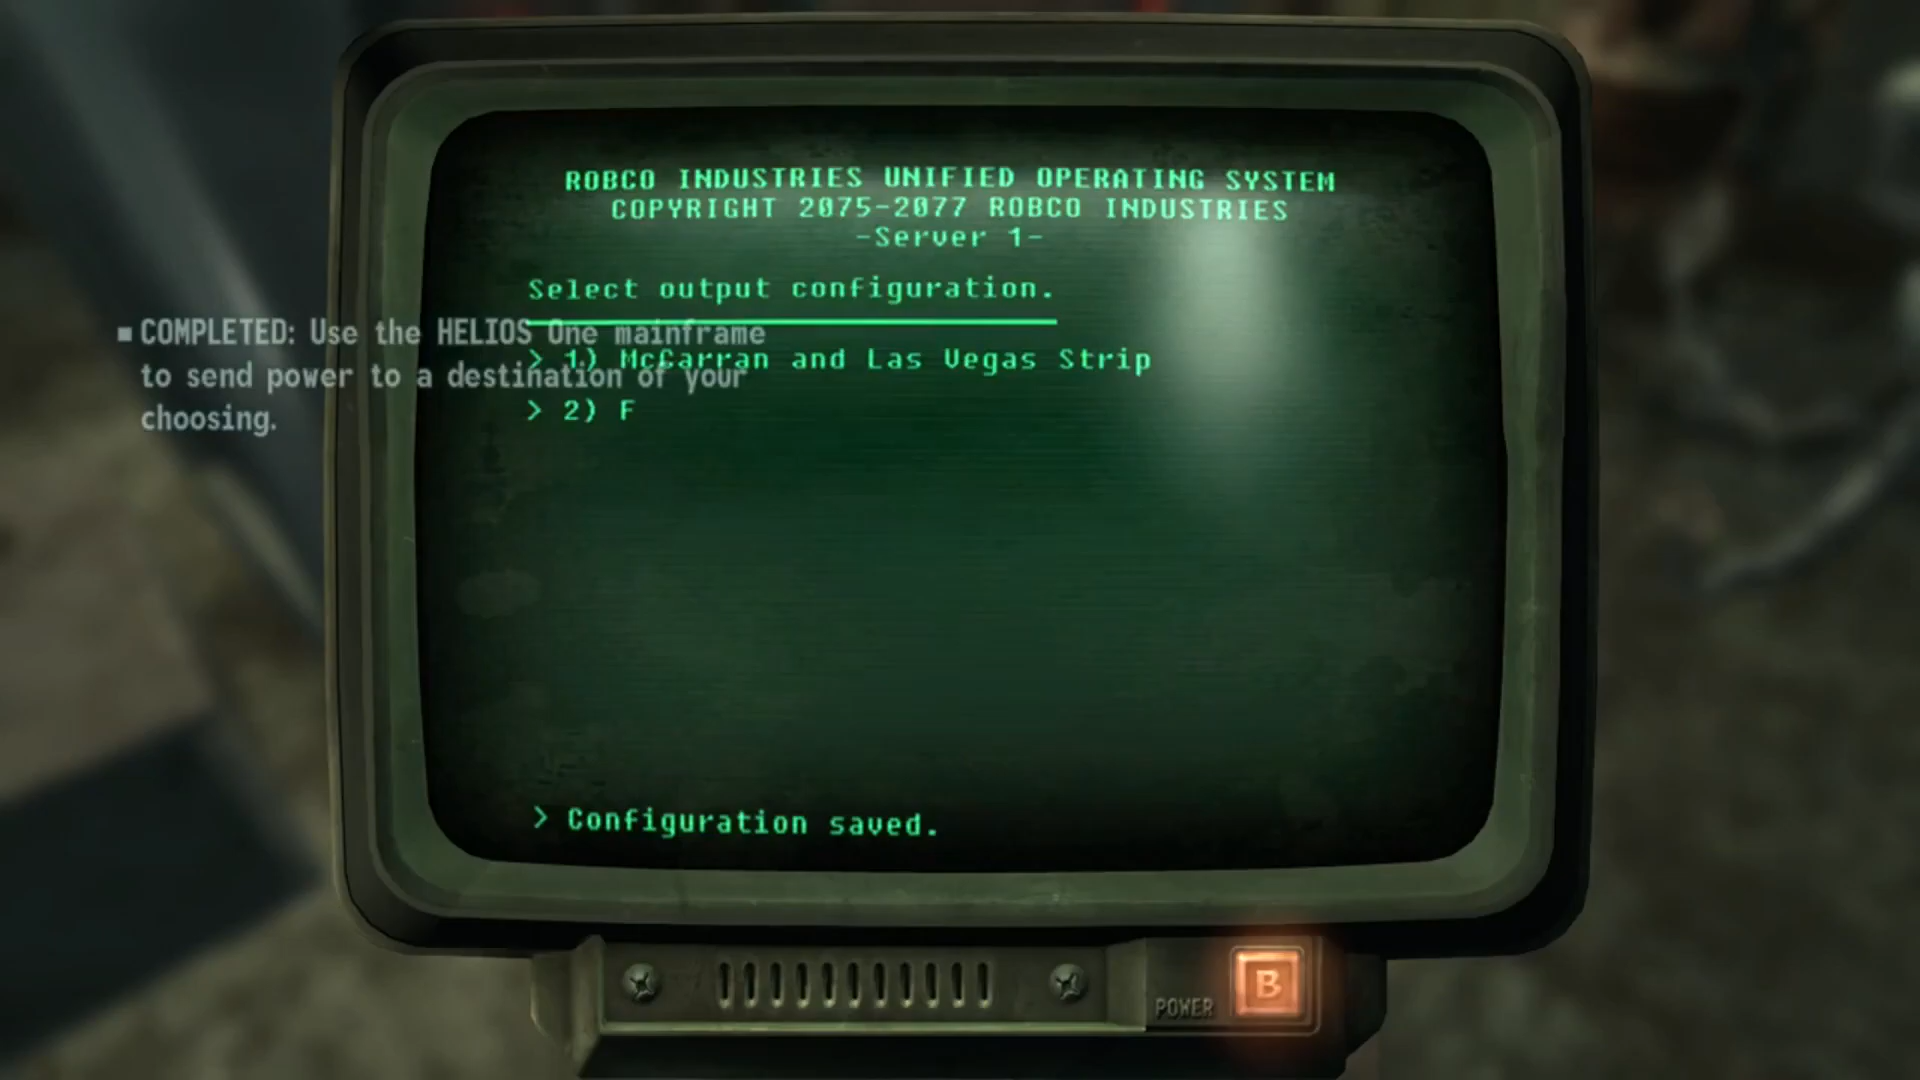 ROBCO INDUSTRIES UNIFIED OPERATING SYSTEM
COPYRIGHT 2075-2077 ROBCO INDUSTRIES
-Server 1-
Select output configuration.
■ COMPLETED: Use the HELIOS One mainframe
to send power to a destination of your
choosing.
> 1) McCarran and Las Vegas Strip
> 2) F
> Configuration saved.
POWER
B